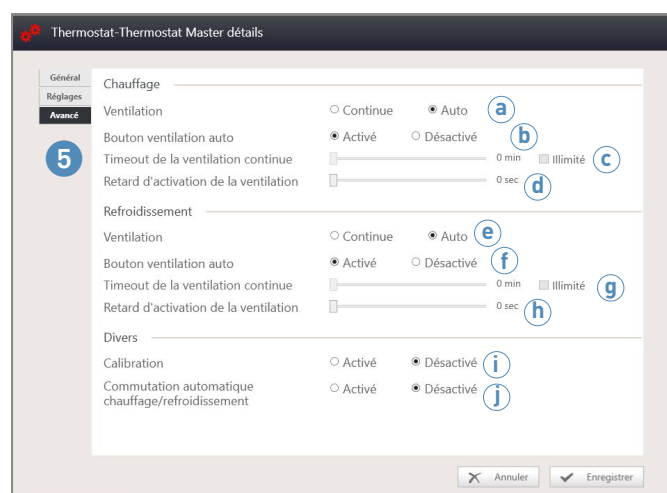 Thermostat-Thermostat Master détails
Général
Réglages
Avancé
5
Chauffage
Ventilation Continue Auto a
Bouton ventilation auto Activé Désactivé b
Timeout de la ventilation continue 0 min Illimité c
Retard d'activation de la ventilation 0 sec d
Refroidissement
Ventilation Continue Auto e
Bouton ventilation auto Activé Désactivé f
Timeout de la ventilation continue 0 min Illimité g
Retard d'activation de la ventilation 0 sec h
Divers
Calibration Activé Désactivé i
Commutation automatique
chauffage/refroidissement Activé Désactivé j
Annuler Enregistrer